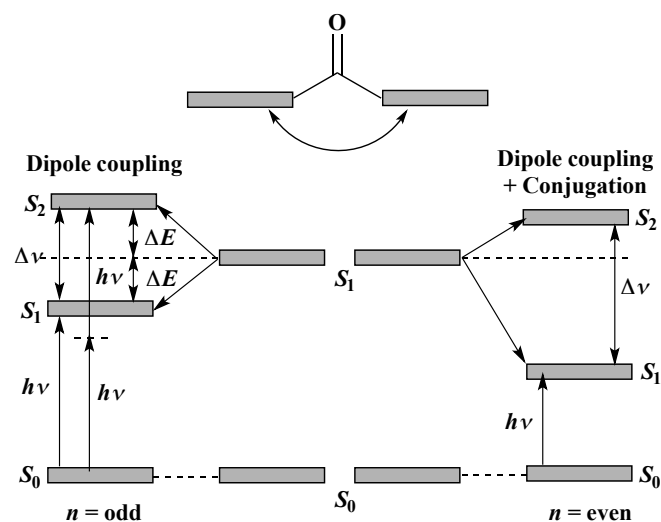 O
Dipole coupling
Dipole coupling
+ Conjugation
S2
S2
ΔE
Δν
hν
ΔE
S1
Δν
S1
S1
hν
hν
hν
S0
S0
S0
n = odd
n = even